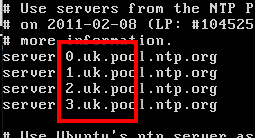 # Use servers from the NTP P
# on 2011-02-08 (LP: #104525
# more information.
server 0.uk.pool.ntp.org
server 1.uk.pool.ntp.org
server 2.uk.pool.ntp.org
server 3.uk.pool.ntp.org
# Use Ubuntu's ntp server as